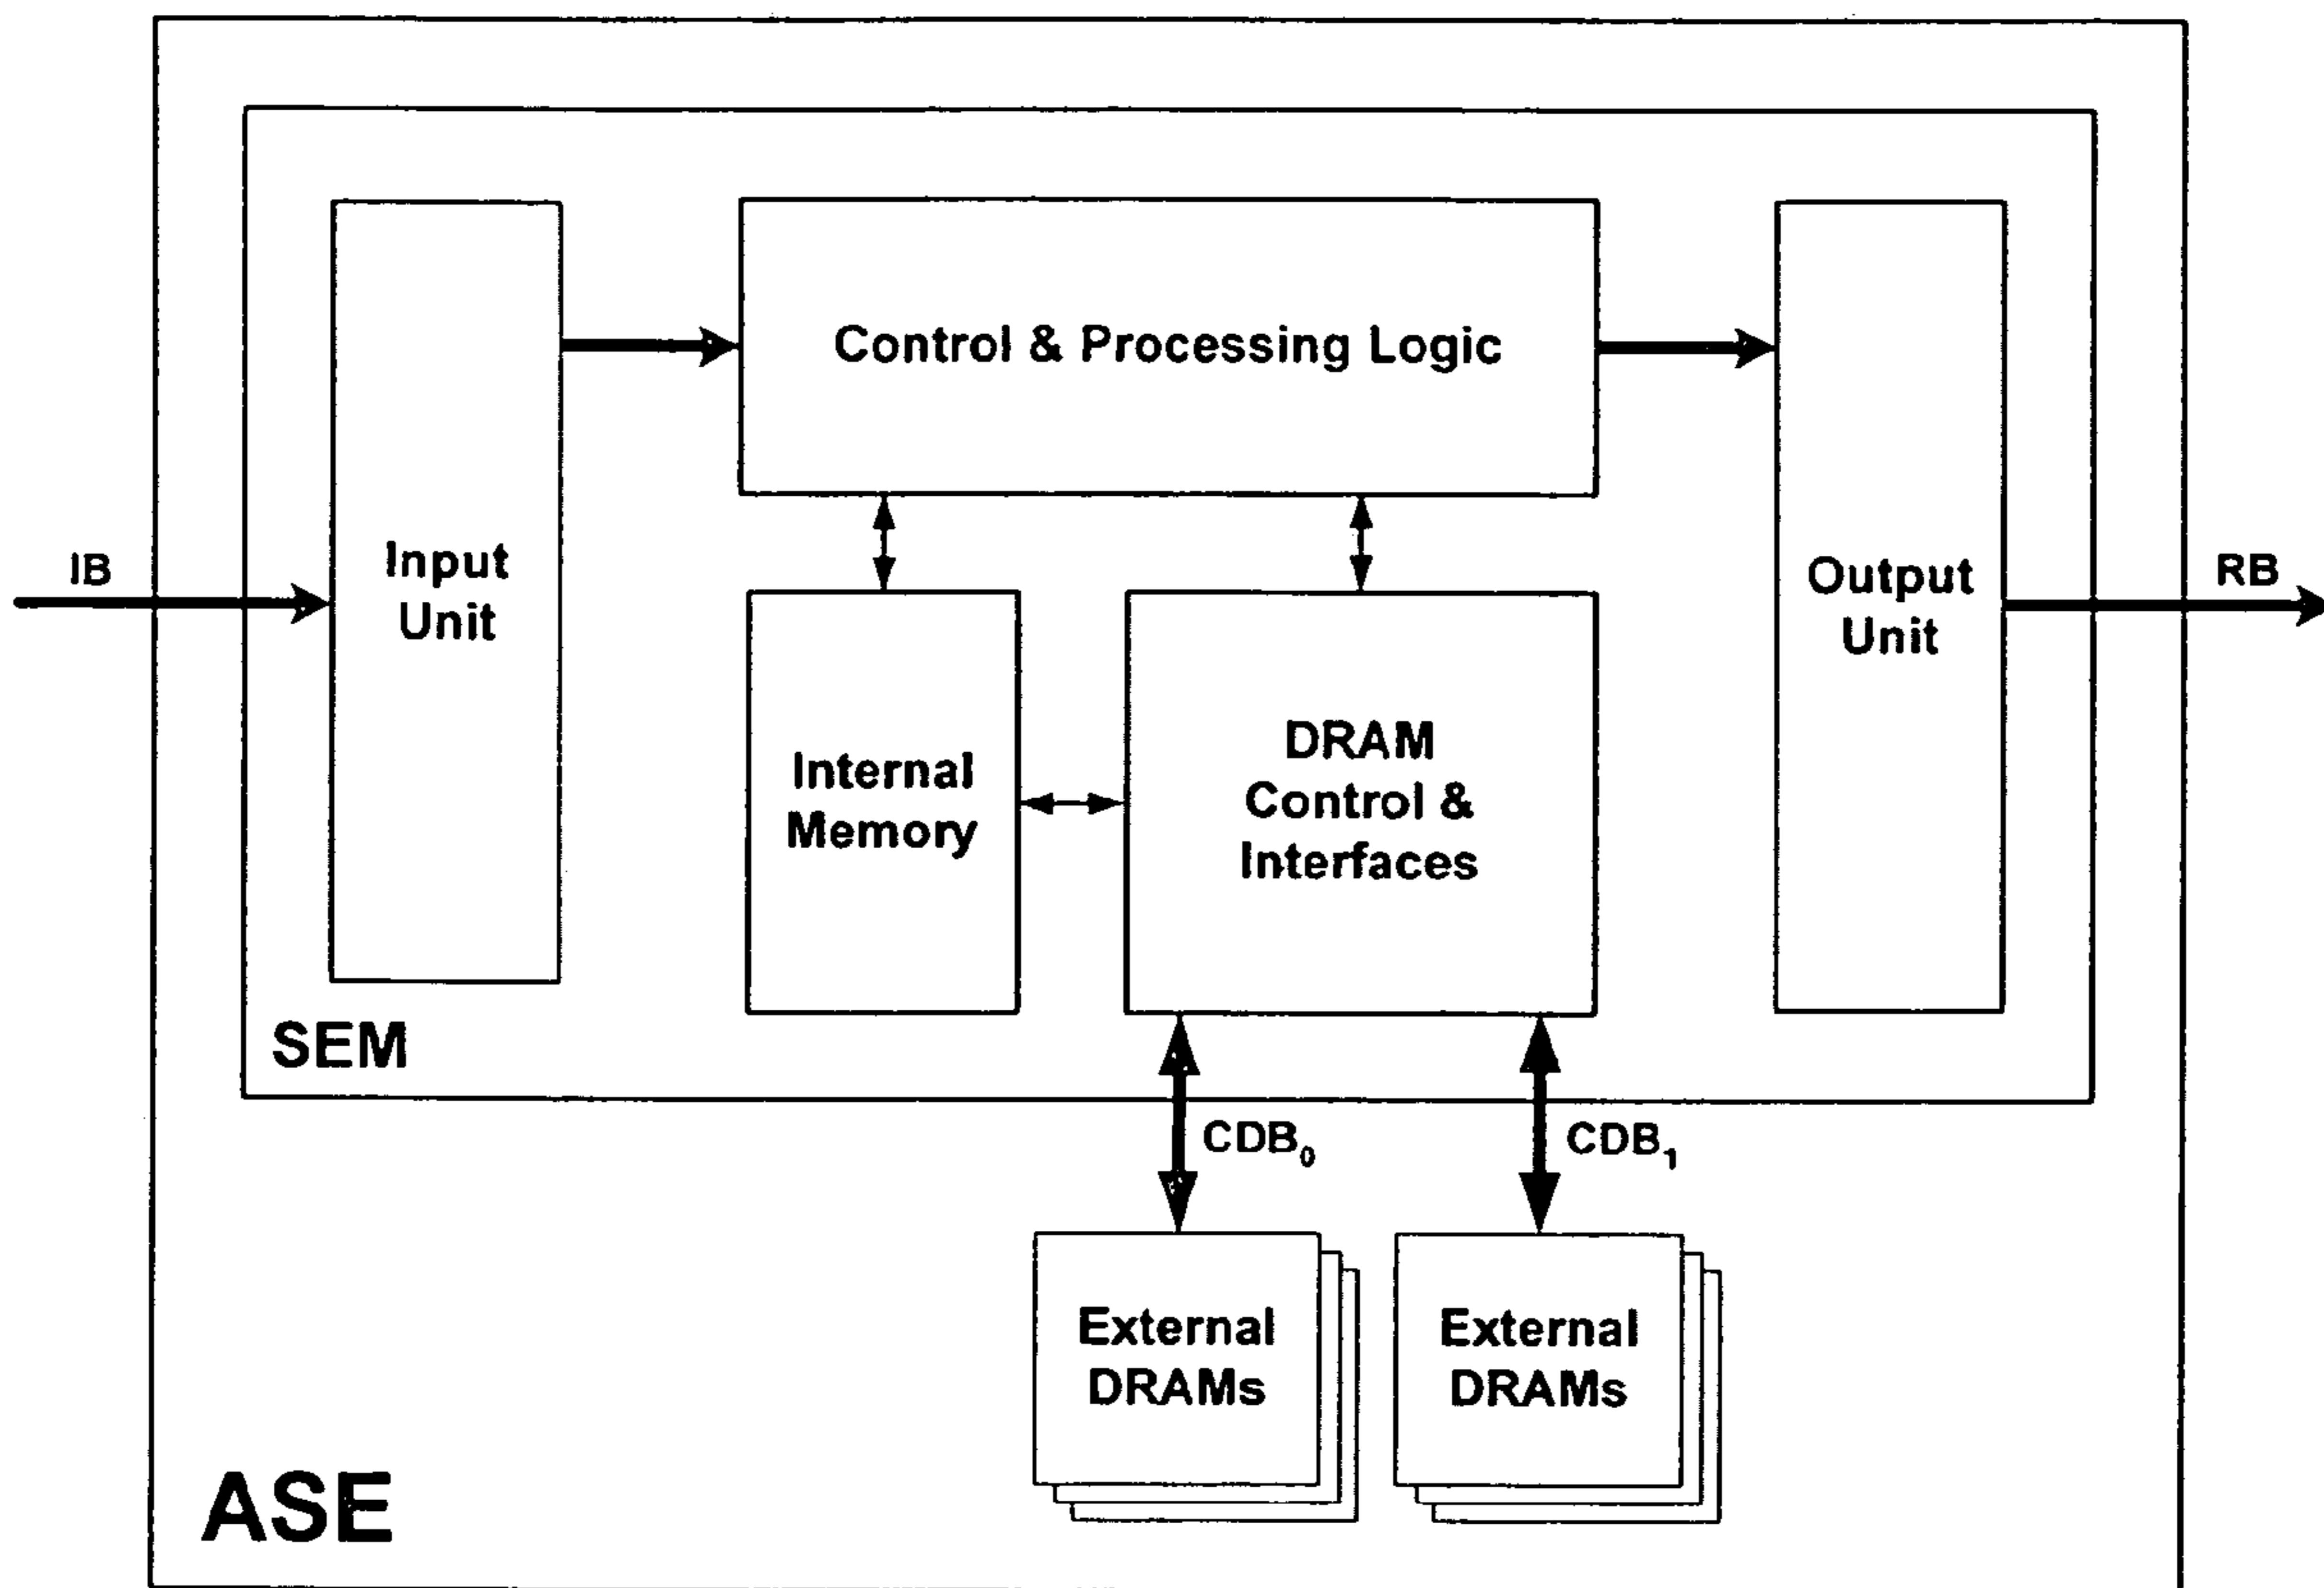 Control & Processing Logic
IB
Input
Unit
Output
Unit
RB
Internal
Memory
DRAM
Control &
Interfaces
SEM
CDB₀
CDB₁
External
DRAMs
External
DRAMs
ASE